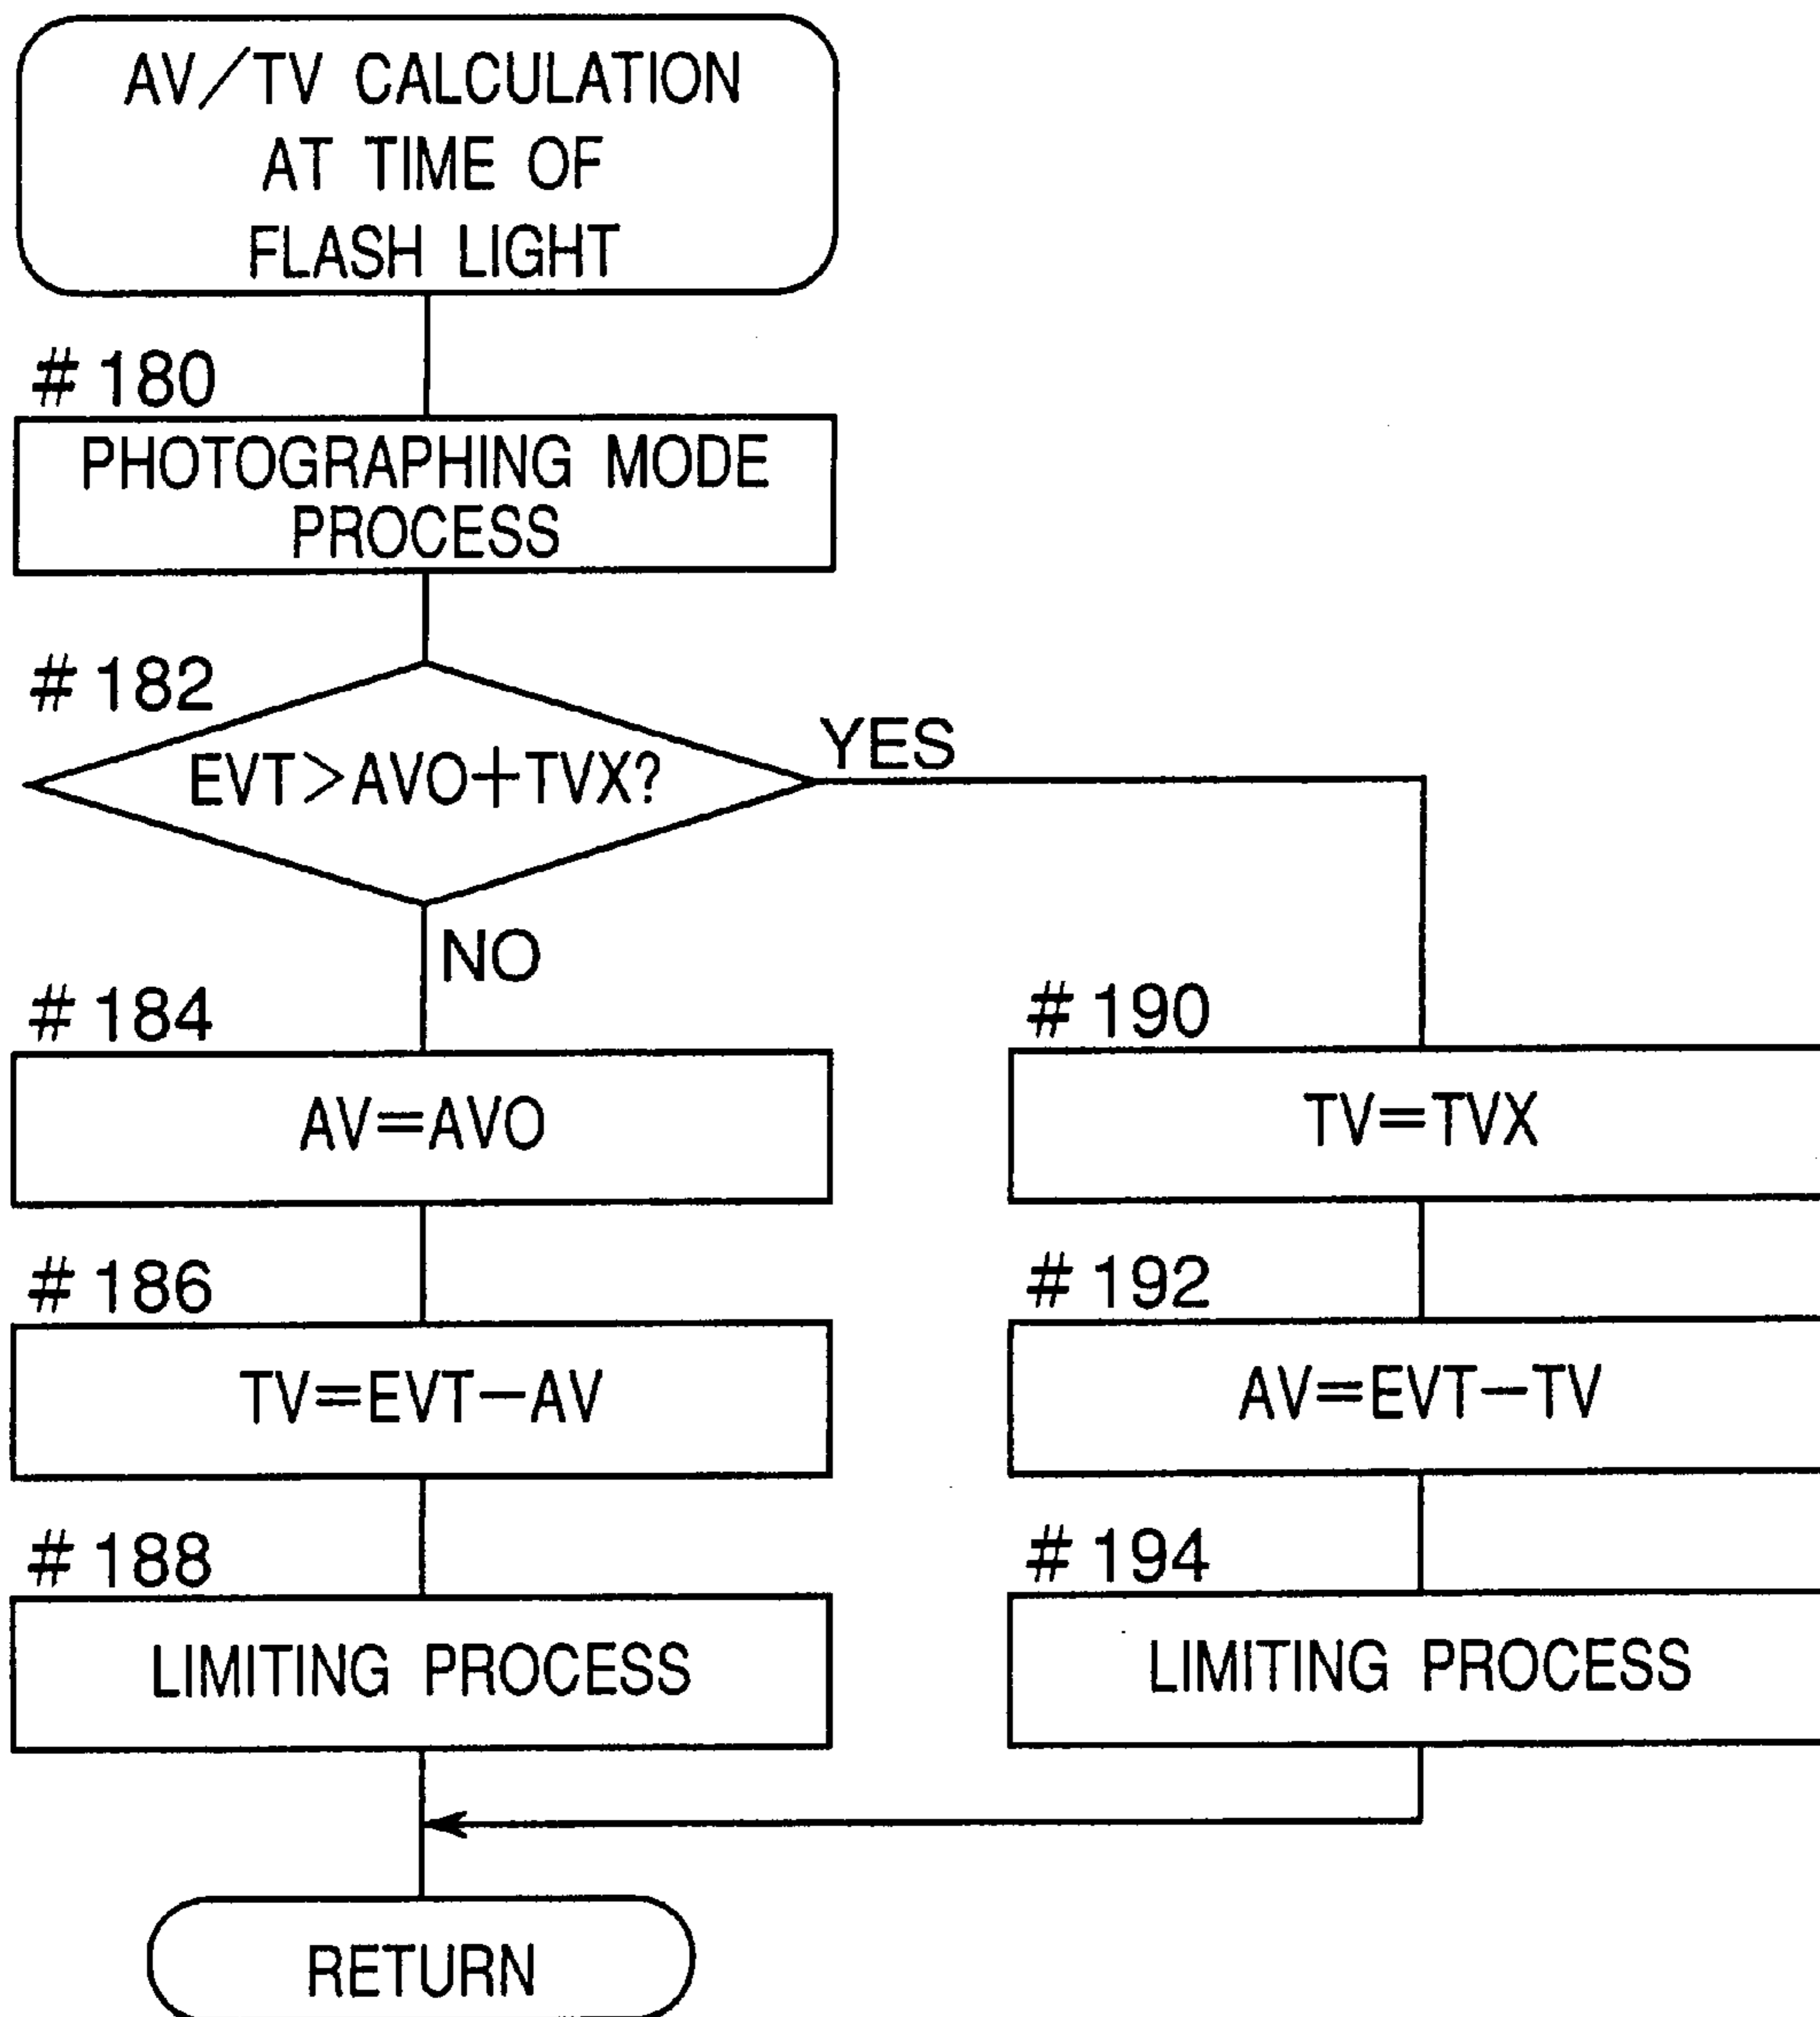 AV/TV CALCULATION
AT TIME OF
FLASH LIGHT
# 180
PHOTOGRAPHING MODE
PROCESS
# 182
EVT>AVO+TVX?
YES
NO
# 184
AV=AVO
# 186
TV=EVT-AV
# 188
LIMITING PROCESS
# 190
TV=TVX
# 192
AV=EVT-TV
# 194
LIMITING PROCESS
RETURN